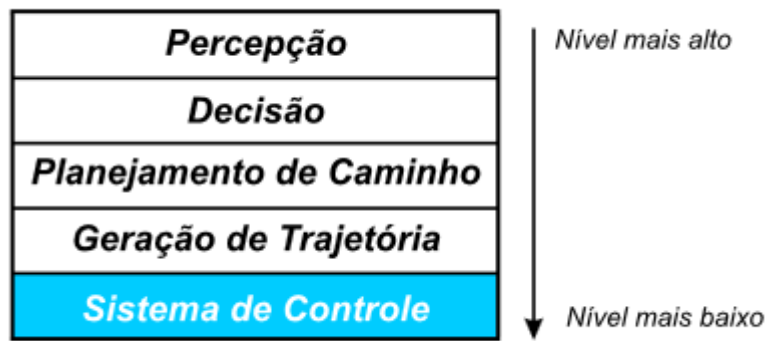 Percepção
Nível mais alto
Decisão
Planejamento de Caminho
Geração de Trajetória
Sistema de Controle
Nível mais baixo